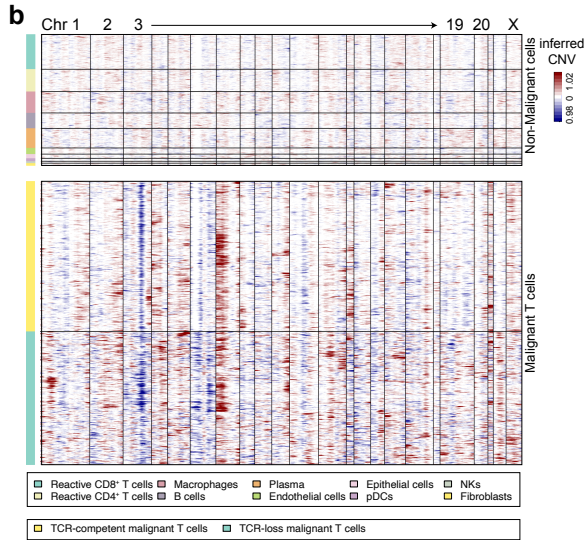 b
Chr 1 2 3 19 20 X
inferred
CNV
0.98 0 1.02
Non-Malignant cells
Malignant T cells
Reactive CD8⁺ T cells Macrophages Plasma Epithelial cells NKs
Reactive CD4⁺ T cells B cells Endothelial cells pDCs Fibroblasts
TCR-competent malignant T cells TCR-loss malignant T cells